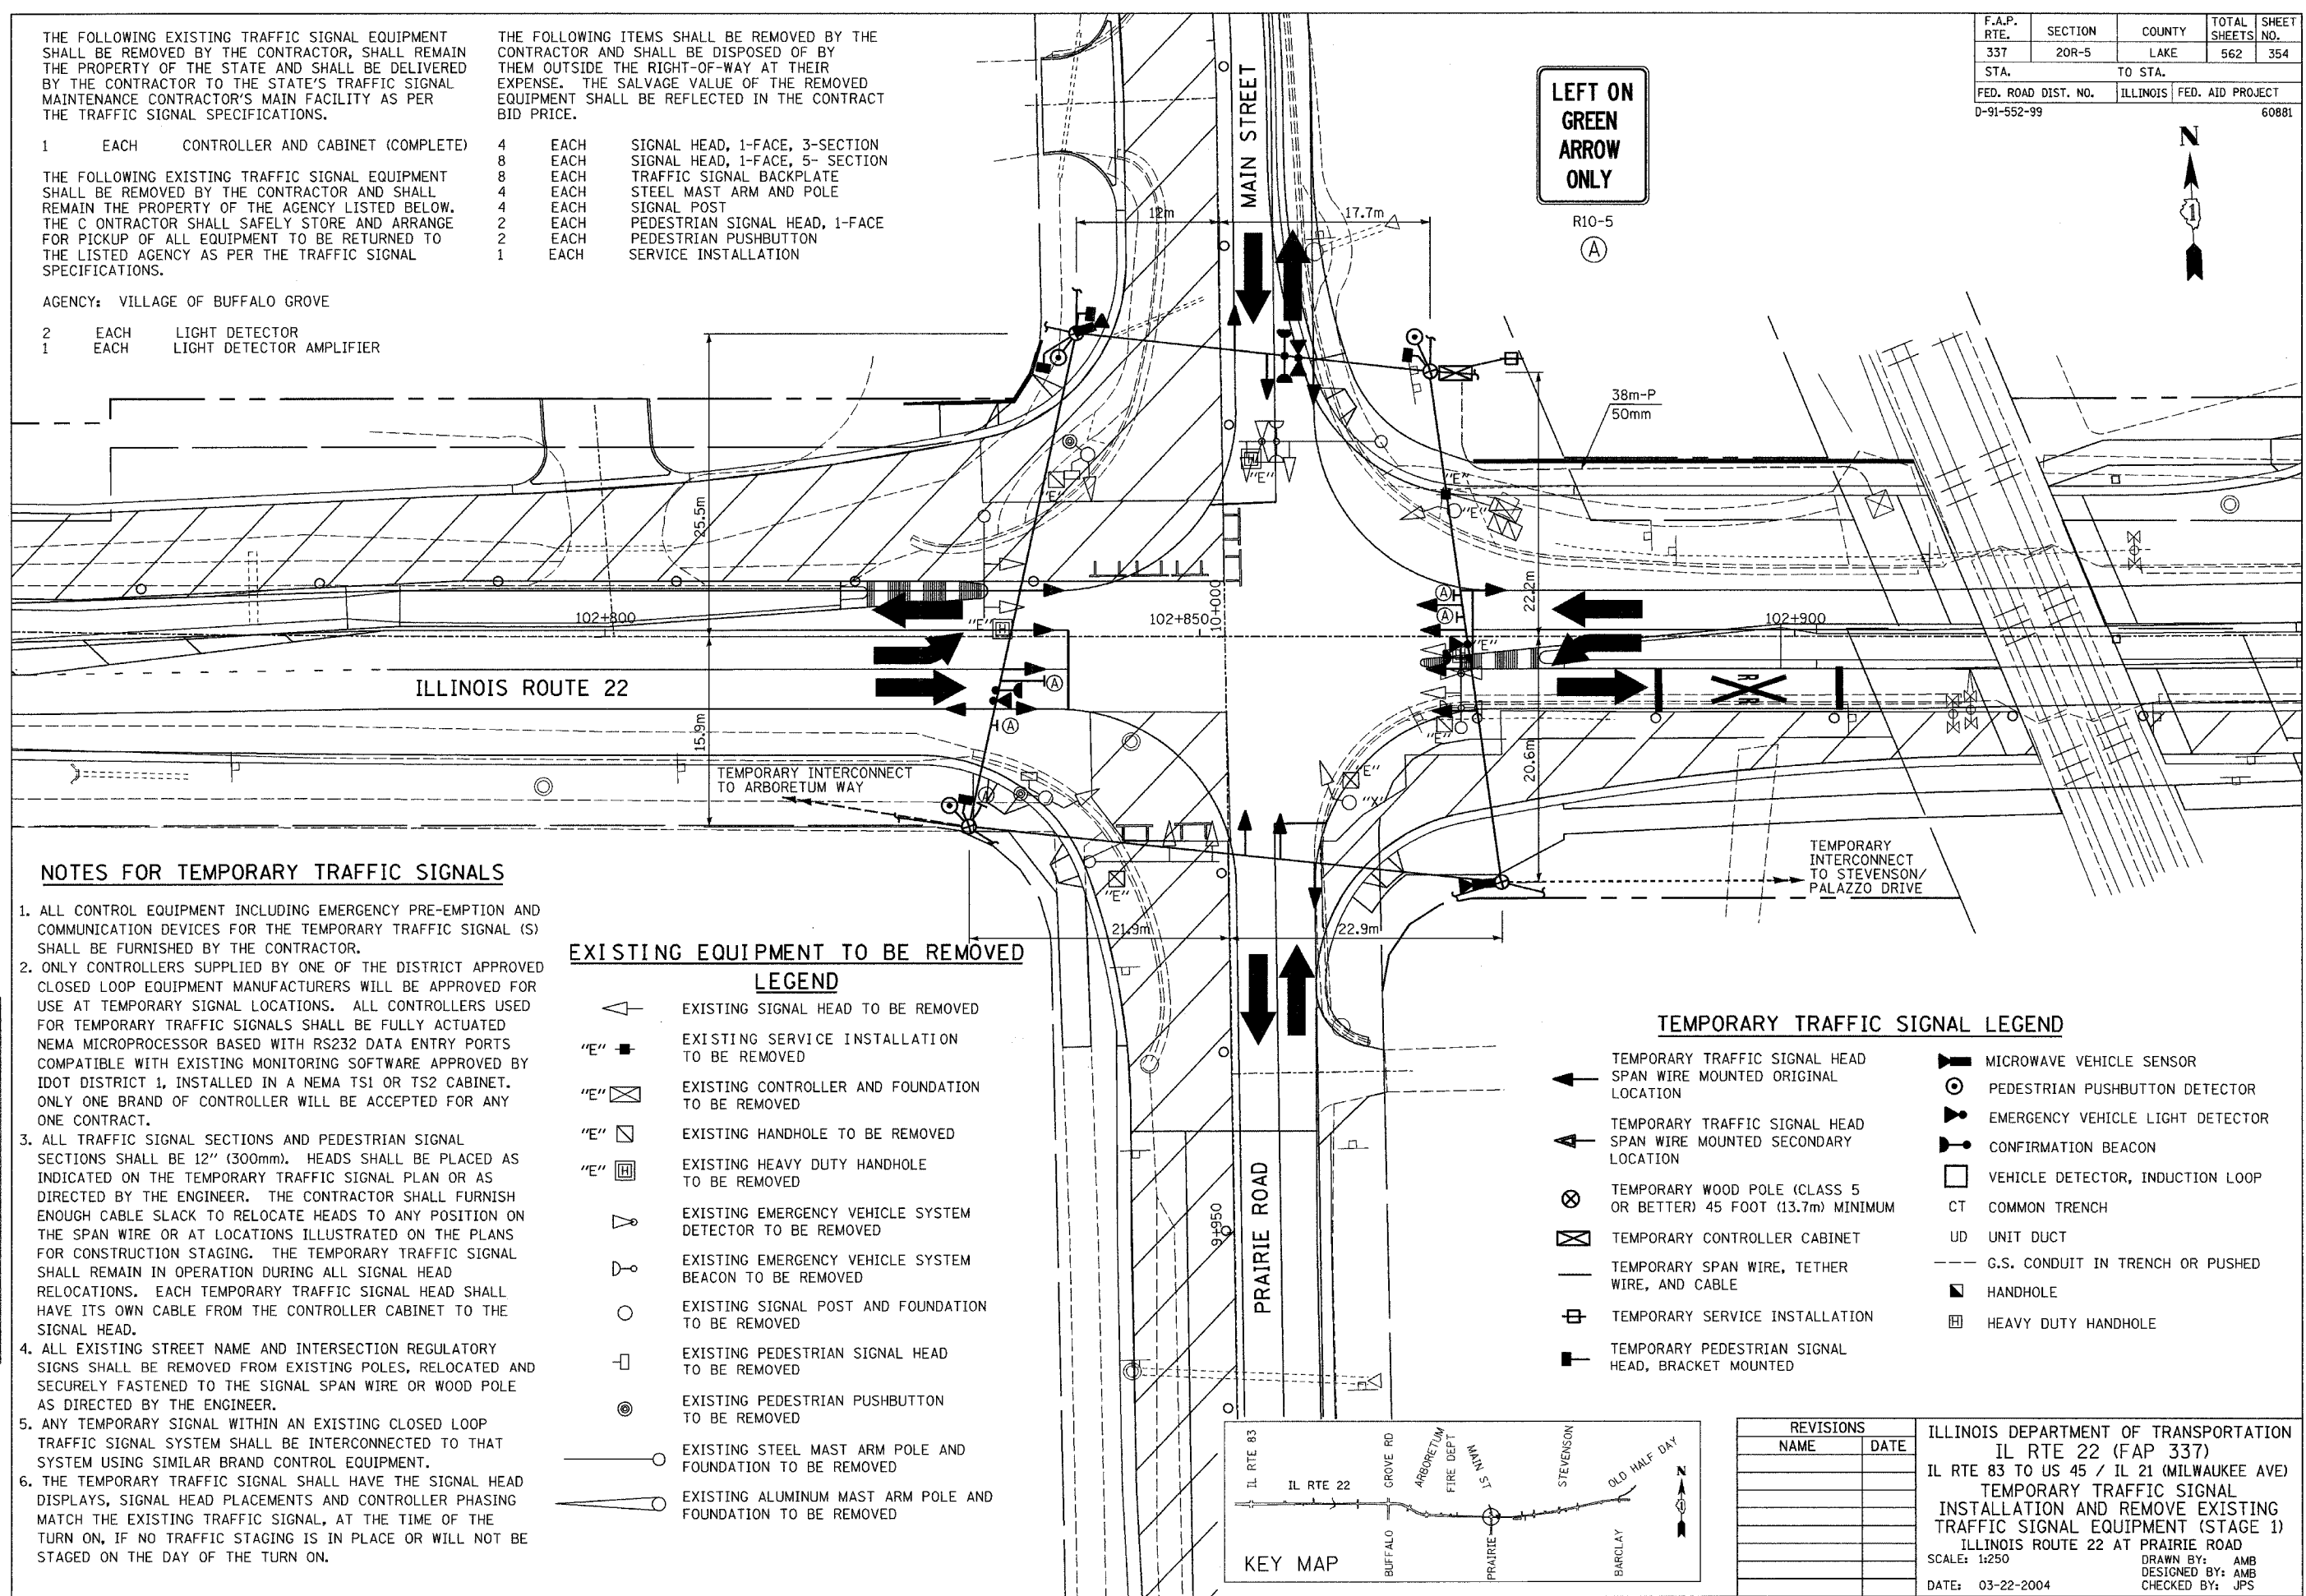 THE FOLLOWING EXISTING TRAFFIC SIGNAL EQUIPMENT
SHALL BE REMOVED BY THE CONTRACTOR, SHALL REMAIN
THE PROPERTY OF THE STATE AND SHALL BE DELIVERED
BY THE CONTRACTOR TO THE STATE'S TRAFFIC SIGNAL
MAINTENANCE CONTRACTOR'S MAIN FACILITY AS PER
THE TRAFFIC SIGNAL SPECIFICATIONS.
1 EACH CONTROLLER AND CABINET (COMPLETE)
THE FOLLOWING EXISTING TRAFFIC SIGNAL EQUIPMENT
SHALL BE REMOVED BY THE CONTRACTOR AND SHALL
REMAIN THE PROPERTY OF THE AGENCY LISTED BELOW.
THE C ONTRACTOR SHALL SAFELY STORE AND ARRANGE
FOR PICKUP OF ALL EQUIPMENT TO BE RETURNED TO
THE LISTED AGENCY AS PER THE TRAFFIC SIGNAL
SPECIFICATIONS.
AGENCY: VILLAGE OF BUFFALO GROVE
2 EACH LIGHT DETECTOR
1 EACH LIGHT DETECTOR AMPLIFIER
THE FOLLOWING ITEMS SHALL BE REMOVED BY THE
CONTRACTOR AND SHALL BE DISPOSED OF BY
THEM OUTSIDE THE RIGHT-OF-WAY AT THEIR
EXPENSE. THE SALVAGE VALUE OF THE REMOVED
EQUIPMENT SHALL BE REFLECTED IN THE CONTRACT
BID PRICE.
4 EACH SIGNAL HEAD, 1-FACE, 3-SECTION
8 EACH SIGNAL HEAD, 1-FACE, 5- SECTION
8 EACH TRAFFIC SIGNAL BACKPLATE
4 EACH STEEL MAST ARM AND POLE
4 EACH SIGNAL POST
2 EACH PEDESTRIAN SIGNAL HEAD, 1-FACE
2 EACH PEDESTRIAN PUSHBUTTON
1 EACH SERVICE INSTALLATION
F.A.P. RTE. SECTION COUNTY TOTAL SHEETS SHEET NO.
337 20R-5 LAKE 562 354
STA. TO STA.
FED. ROAD DIST. NO. ILLINOIS FED. AID PROJECT
D-91-552-99 60881
N
1
LEFT ON
GREEN
ARROW
ONLY
R10-5
A
MAIN STREET
12m
17.7m
38m-P
50mm
25.5m
22.2m
"E"
"E"
"E"
"E"
102+800
102+850
10+000
102+900
A
A
"E"
H
"E"
ILLINOIS ROUTE 22
A
A
R R
15.9m
20.6m
"E"
"E"
"X"
"E"
TEMPORARY INTERCONNECT
TO ARBORETUM WAY
TEMPORARY
INTERCONNECT
TO STEVENSON/
PALAZZO DRIVE
21.9m
22.9m
9+950
PRAIRIE ROAD
NOTES FOR TEMPORARY TRAFFIC SIGNALS
1. ALL CONTROL EQUIPMENT INCLUDING EMERGENCY PRE-EMPTION AND
COMMUNICATION DEVICES FOR THE TEMPORARY TRAFFIC SIGNAL (S)
SHALL BE FURNISHED BY THE CONTRACTOR.
2. ONLY CONTROLLERS SUPPLIED BY ONE OF THE DISTRICT APPROVED
CLOSED LOOP EQUIPMENT MANUFACTURERS WILL BE APPROVED FOR
USE AT TEMPORARY SIGNAL LOCATIONS. ALL CONTROLLERS USED
FOR TEMPORARY TRAFFIC SIGNALS SHALL BE FULLY ACTUATED
NEMA MICROPROCESSOR BASED WITH RS232 DATA ENTRY PORTS
COMPATIBLE WITH EXISTING MONITORING SOFTWARE APPROVED BY
IDOT DISTRICT 1, INSTALLED IN A NEMA TS1 OR TS2 CABINET.
ONLY ONE BRAND OF CONTROLLER WILL BE ACCEPTED FOR ANY
ONE CONTRACT.
3. ALL TRAFFIC SIGNAL SECTIONS AND PEDESTRIAN SIGNAL
SECTIONS SHALL BE 12" (300mm). HEADS SHALL BE PLACED AS
INDICATED ON THE TEMPORARY TRAFFIC SIGNAL PLAN OR AS
DIRECTED BY THE ENGINEER. THE CONTRACTOR SHALL FURNISH
ENOUGH CABLE SLACK TO RELOCATE HEADS TO ANY POSITION ON
THE SPAN WIRE OR AT LOCATIONS ILLUSTRATED ON THE PLANS
FOR CONSTRUCTION STAGING. THE TEMPORARY TRAFFIC SIGNAL
SHALL REMAIN IN OPERATION DURING ALL SIGNAL HEAD
RELOCATIONS. EACH TEMPORARY TRAFFIC SIGNAL HEAD SHALL
HAVE ITS OWN CABLE FROM THE CONTROLLER CABINET TO THE
SIGNAL HEAD.
4. ALL EXISTING STREET NAME AND INTERSECTION REGULATORY
SIGNS SHALL BE REMOVED FROM EXISTING POLES, RELOCATED AND
SECURELY FASTENED TO THE SIGNAL SPAN WIRE OR WOOD POLE
AS DIRECTED BY THE ENGINEER.
5. ANY TEMPORARY SIGNAL WITHIN AN EXISTING CLOSED LOOP
TRAFFIC SIGNAL SYSTEM SHALL BE INTERCONNECTED TO THAT
SYSTEM USING SIMILAR BRAND CONTROL EQUIPMENT.
6. THE TEMPORARY TRAFFIC SIGNAL SHALL HAVE THE SIGNAL HEAD
DISPLAYS, SIGNAL HEAD PLACEMENTS AND CONTROLLER PHASING
MATCH THE EXISTING TRAFFIC SIGNAL, AT THE TIME OF THE
TURN ON, IF NO TRAFFIC STAGING IS IN PLACE OR WILL NOT BE
STAGED ON THE DAY OF THE TURN ON.
EXISTING EQUIPMENT TO BE REMOVED
LEGEND
EXISTING SIGNAL HEAD TO BE REMOVED
"E" EXISTING SERVICE INSTALLATION
TO BE REMOVED
"E" EXISTING CONTROLLER AND FOUNDATION
TO BE REMOVED
"E" EXISTING HANDHOLE TO BE REMOVED
"E" H EXISTING HEAVY DUTY HANDHOLE
TO BE REMOVED
EXISTING EMERGENCY VEHICLE SYSTEM
DETECTOR TO BE REMOVED
EXISTING EMERGENCY VEHICLE SYSTEM
BEACON TO BE REMOVED
EXISTING SIGNAL POST AND FOUNDATION
TO BE REMOVED
EXISTING PEDESTRIAN SIGNAL HEAD
TO BE REMOVED
EXISTING PEDESTRIAN PUSHBUTTON
TO BE REMOVED
EXISTING STEEL MAST ARM POLE AND
FOUNDATION TO BE REMOVED
EXISTING ALUMINUM MAST ARM POLE AND
FOUNDATION TO BE REMOVED
TEMPORARY TRAFFIC SIGNAL LEGEND
TEMPORARY TRAFFIC SIGNAL HEAD
SPAN WIRE MOUNTED ORIGINAL
LOCATION
TEMPORARY TRAFFIC SIGNAL HEAD
SPAN WIRE MOUNTED SECONDARY
LOCATION
TEMPORARY WOOD POLE (CLASS 5
OR BETTER) 45 FOOT (13.7m) MINIMUM
TEMPORARY CONTROLLER CABINET
TEMPORARY SPAN WIRE, TETHER
WIRE, AND CABLE
TEMPORARY SERVICE INSTALLATION
TEMPORARY PEDESTRIAN SIGNAL
HEAD, BRACKET MOUNTED
MICROWAVE VEHICLE SENSOR
PEDESTRIAN PUSHBUTTON DETECTOR
EMERGENCY VEHICLE LIGHT DETECTOR
CONFIRMATION BEACON
VEHICLE DETECTOR, INDUCTION LOOP
CT COMMON TRENCH
UD UNIT DUCT
G.S. CONDUIT IN TRENCH OR PUSHED
HANDHOLE
H HEAVY DUTY HANDHOLE
IL RTE 83
IL RTE 22
BUFFALO GROVE RD
ARBORETUM
FIRE DEPT
MAIN ST
PRAIRIE
STEVENSON
OLD HALF DAY
BARCLAY
N
KEY MAP
REVISIONS
NAME DATE
ILLINOIS DEPARTMENT OF TRANSPORTATION
IL RTE 22 (FAP 337)
IL RTE 83 TO US 45 / IL 21 (MILWAUKEE AVE)
TEMPORARY TRAFFIC SIGNAL
INSTALLATION AND REMOVE EXISTING
TRAFFIC SIGNAL EQUIPMENT (STAGE 1)
ILLINOIS ROUTE 22 AT PRAIRIE ROAD
SCALE: 1:250 DRAWN BY: AMB
DESIGNED BY: AMB
DATE: 03-22-2004 CHECKED BY: JPS